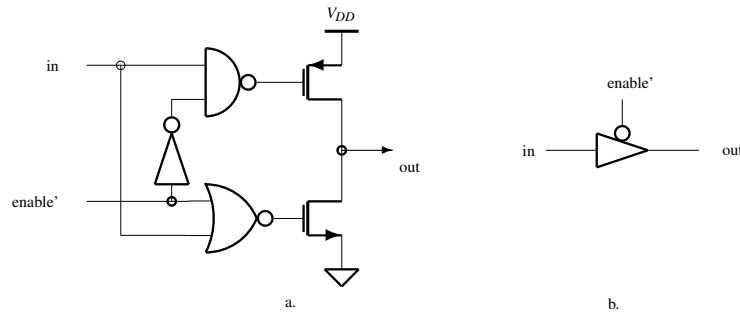 V_DD
in
enable'
out
a.
enable'
in
out
b.